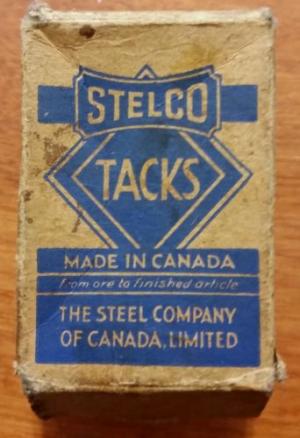 STELCO
TACKS
MADE IN CANADA
from ore to finished article
THE STEEL COMPANY
OF CANADA, LIMITED